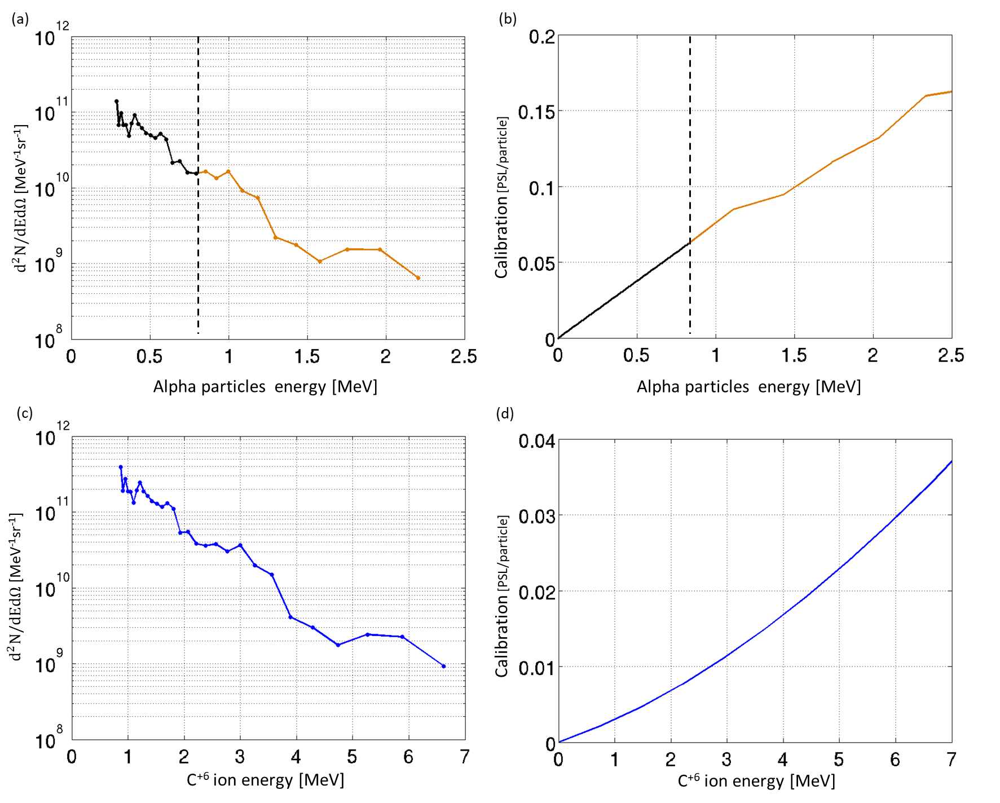 (a)
10^12
10^11
10^10
10^9
10^8
d²N/dEdΩ [MeV⁻¹sr⁻¹]
0 0.5 1 1.5 2 2.5
Alpha particles energy [MeV]
(b)
0.2
0.15
0.1
0.05
0
Calibration [PSL/particle]
0 0.5 1 1.5 2 2.5
Alpha particles energy [MeV]
(c)
10^12
10^11
10^10
10^9
10^8
d²N/dEdΩ [MeV⁻¹sr⁻¹]
0 1 2 3 4 5 6 7
C⁺⁶ ion energy [MeV]
(d)
0.04
0.03
0.02
0.01
0
Calibration [PSL/particle]
0 1 2 3 4 5 6 7
C⁺⁶ ion energy [MeV]